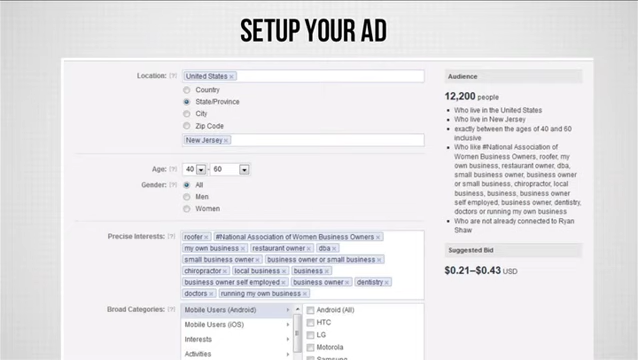 SETUP YOUR AD
Location: [?] United States ×
Country
State/Province
City
Zip Code
New Jersey ×
Age: [?] 40 - 60
Gender: [?] All
Men
Women
Precise Interests: [?] roofer × #National Association of Women Business Owners ×
my own business × restaurant owner × dba ×
small business owner × business owner or small business ×
chiropractor × local business × business ×
business owner self employed × business owner × dentistry ×
doctors × running my own business ×
Broad Categories: [?] Mobile Users (Android) Android (All)
HTC
Mobile Users (iOS)
LG
Interests
Motorola
Activities
Samsung
Audience
12,200 people
• Who live in the United States
• Who live in New Jersey
• exactly between the ages of 40 and 60
inclusive
• Who like #National Association of
Women Business Owners, roofer, my
own business, restaurant owner, dba,
small business owner, business owner
or small business, chiropractor, local
business, business, business owner
self employed, business owner, dentistry,
doctors or running my own business
• Who are not already connected to Ryan
Shaw
Suggested Bid
$0.21–$0.43 USD